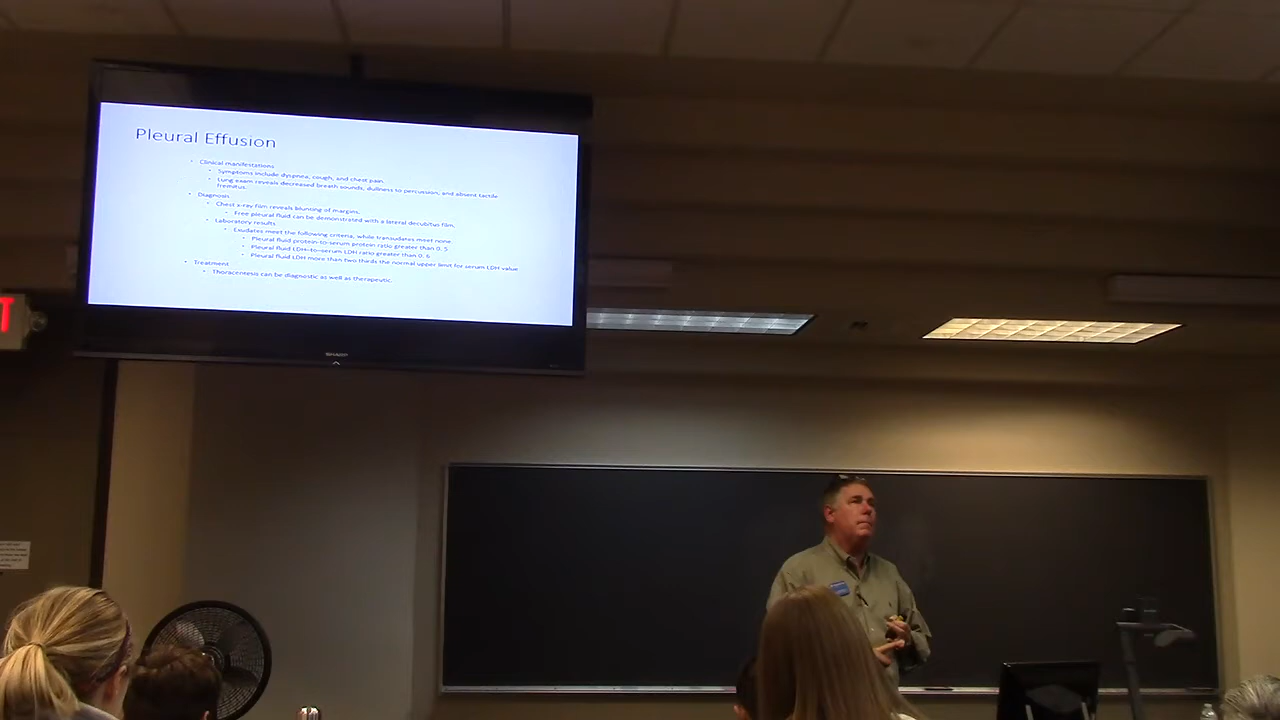 Pleural Effusion
• Clinical manifestations
• Symptoms include dyspnea, cough, and chest pain.
• Lung exam reveals decreased breath sounds, dullness to percussion, and absent tactile
fremitus.
• Diagnosis
• Chest x-ray film reveals blunting of margins.
• Free pleural fluid can be demonstrated with a lateral decubitus film.
• Laboratory results
• Exudates meet the following criteria, while transudates meet none
• Pleural fluid protein-to-serum protein ratio greater than 0. 5
• Pleural fluid LDH-to-serum LDH ratio greater than 0. 6
• Pleural fluid LDH more than two thirds the normal upper limit for serum LDH value
• Treatment
• Thoracentesis can be diagnostic as well as therapeutic.
SHARP
T